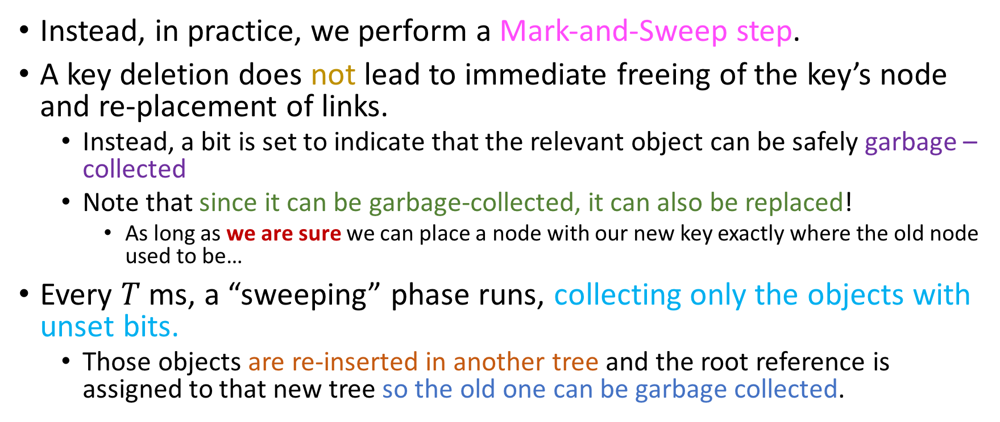 • Instead, in practice, we perform a Mark-and-Sweep step.
• A key deletion does not lead to immediate freeing of the key’s node
and re-placement of links.
• Instead, a bit is set to indicate that the relevant object can be safely garbage –
collected
• Note that since it can be garbage-collected, it can also be replaced!
• As long as we are sure we can place a node with our new key exactly where the old node
used to be…
• Every T ms, a “sweeping” phase runs, collecting only the objects with
unset bits.
• Those objects are re-inserted in another tree and the root reference is
assigned to that new tree so the old one can be garbage collected.